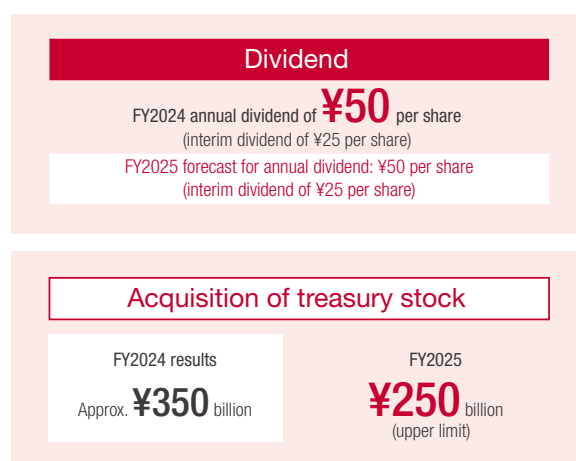 Dividend
FY2024 annual dividend of ¥50 per share
(interim dividend of ¥25 per share)
FY2025 forecast for annual dividend: ¥50 per share
(interim dividend of ¥25 per share)
Acquisition of treasury stock
FY2024 results
Approx. ¥350 billion
FY2025
¥250 billion
(upper limit)